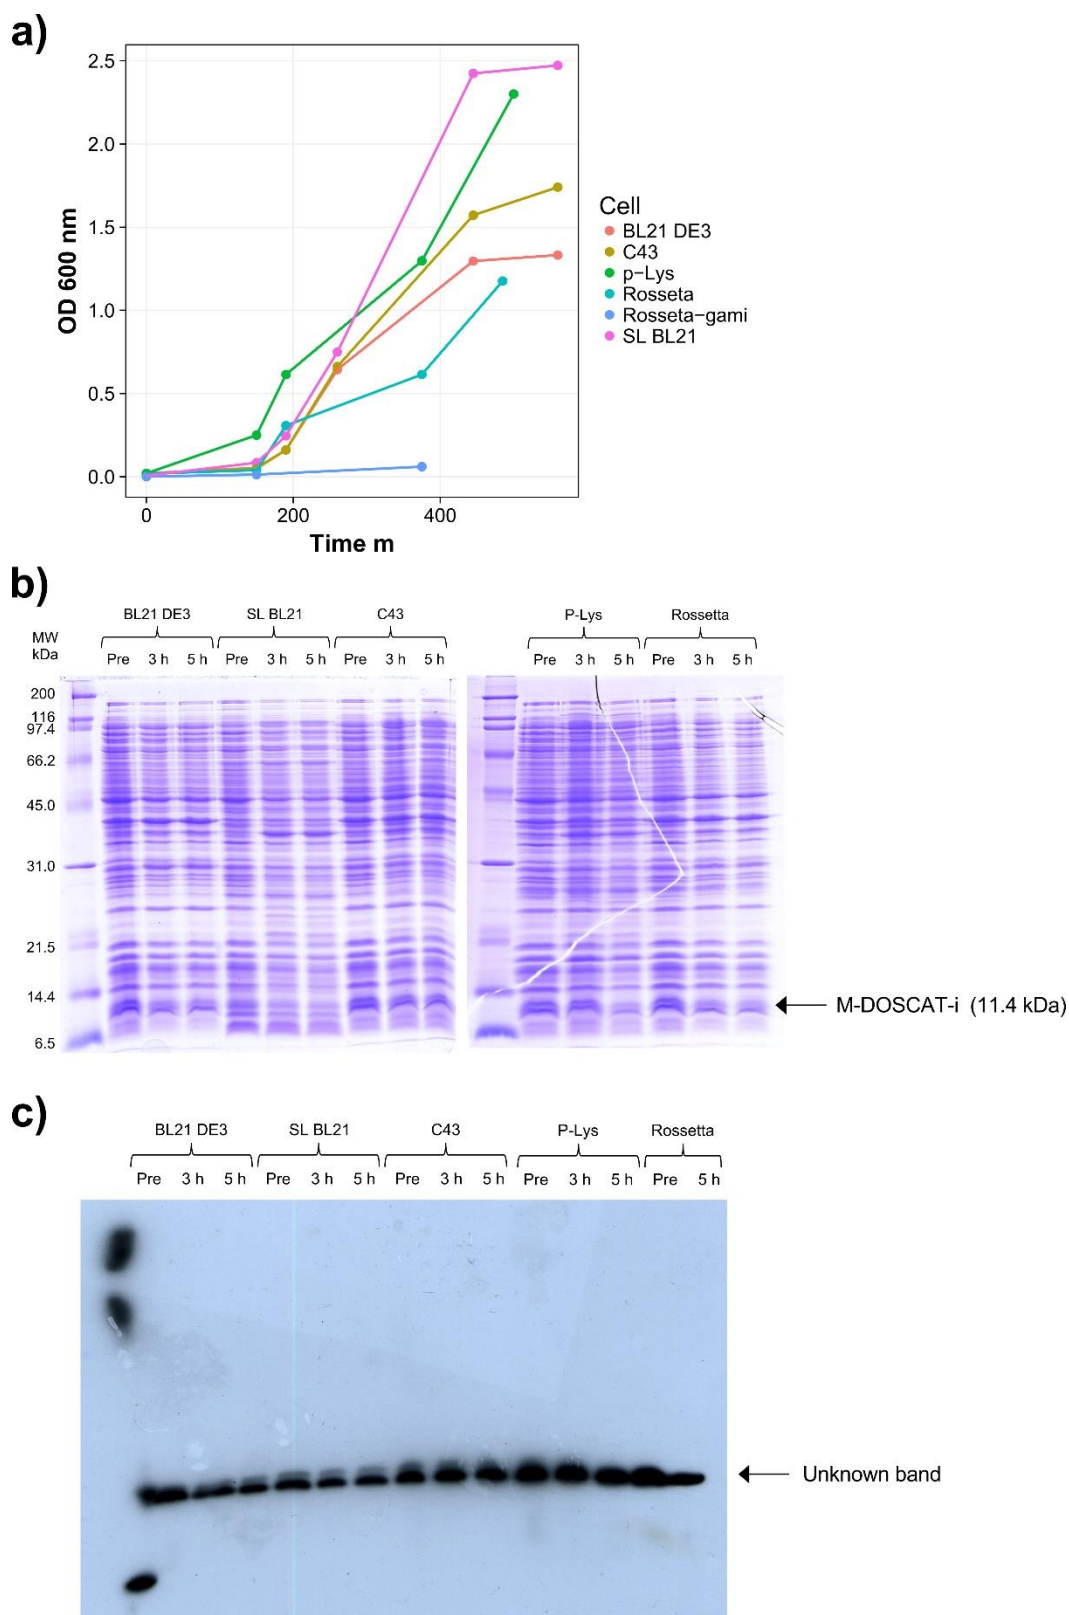 a)
2.5
2.0
1.5
1.0
0.5
0.0
OD 600 nm
0 200 400
Time m
Cell
BL21 DE3
C43
p−Lys
Rosseta
Rosseta−gami
SL BL21
b)
BL21 DE3 SL BL21 C43 P-Lys Rossetta
MW
kDa
Pre 3 h 5 h Pre 3 h 5 h Pre 3 h 5 h Pre 3 h 5 h Pre 3 h 5 h
200
116
97.4
66.2
45.0
31.0
21.5
14.4
6.5
M-DOSCAT-i (11.4 kDa)
c)
BL21 DE3 SL BL21 C43 P-Lys Rossetta
Pre 3 h 5 h Pre 3 h 5 h Pre 3 h 5 h Pre 3 h 5 h Pre 5 h
Unknown band